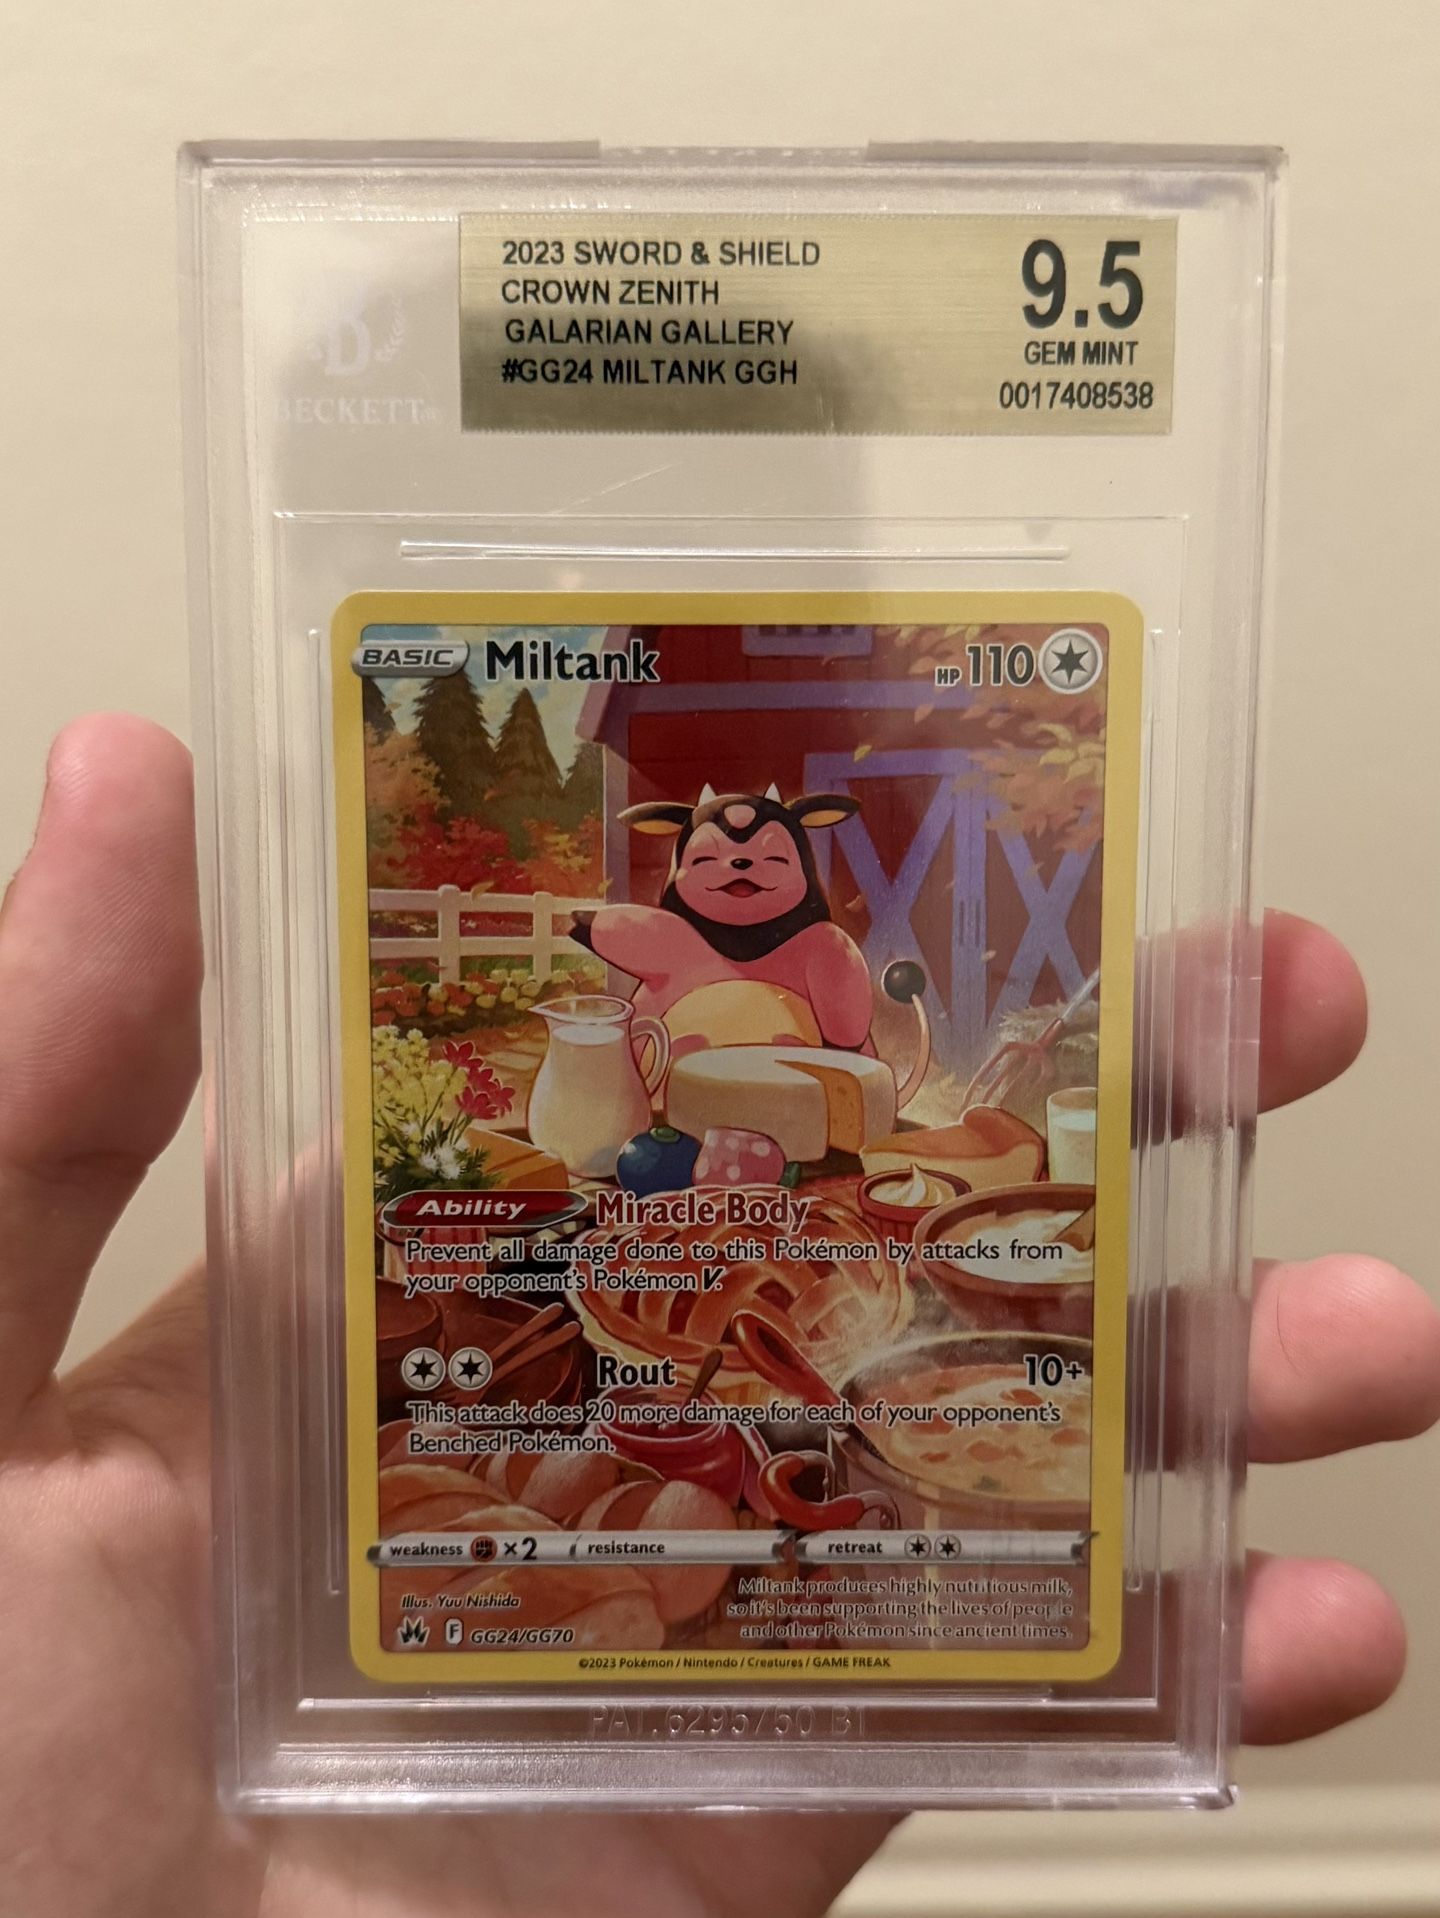 2023 SWORD & SHIELD
CROWN ZENITH
GALARIAN GALLERY
#GG24 MILTANK GGH
9.5
GEM MINT
0017408538
BECKETT
BASIC Miltank HP 110
Ability Miracle Body
Prevent all damage done to this Pokémon by attacks from
your opponent's Pokémon V.
Rout 10+
This attack does 20 more damage for each of your opponent's
Benched Pokémon.
weakness ×2 resistance retreat
Illus. Yuu Nishida
F GG24/GG70
Miltank produces highly nutritious milk,
so it's been supporting the lives of people
and other Pokémon since ancient times.
©2023 Pokémon / Nintendo / Creatures / GAME FREAK
PAT. 6295750 B1